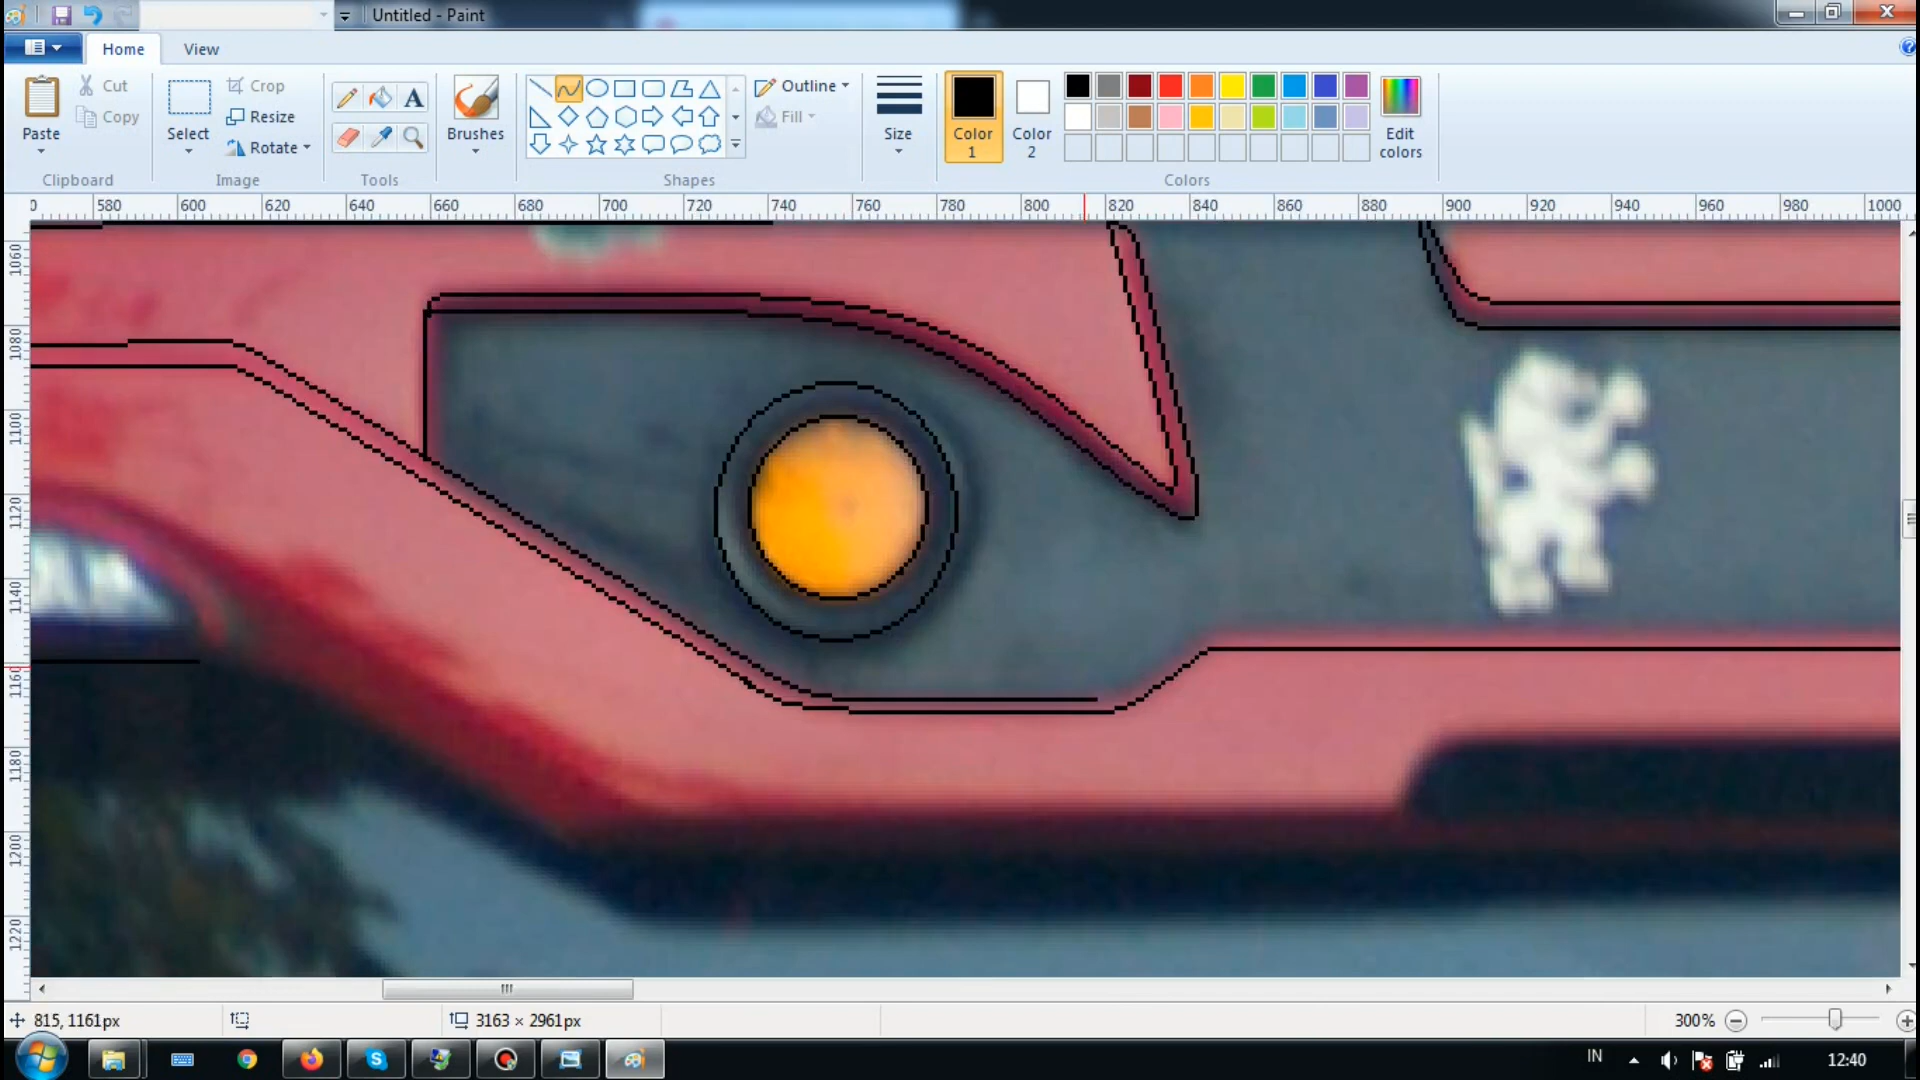 Untitled - Paint
Home View
Paste
Cut
Copy
Clipboard
Select
Crop
Resize
Rotate
Image
A
Tools
Brushes
Outline
Fill
Shapes
Size
Color 1
Color 2
Edit colors
Colors
0 580 600 620 640 660 680 700 720 740 760 780 800 820 840 860 880 900 920 940 960 980 1000
1060
1080
1100
1120
1140
1160
1180
1200
1220
815, 1161px
3163 × 2961px
300%
IN
12:40